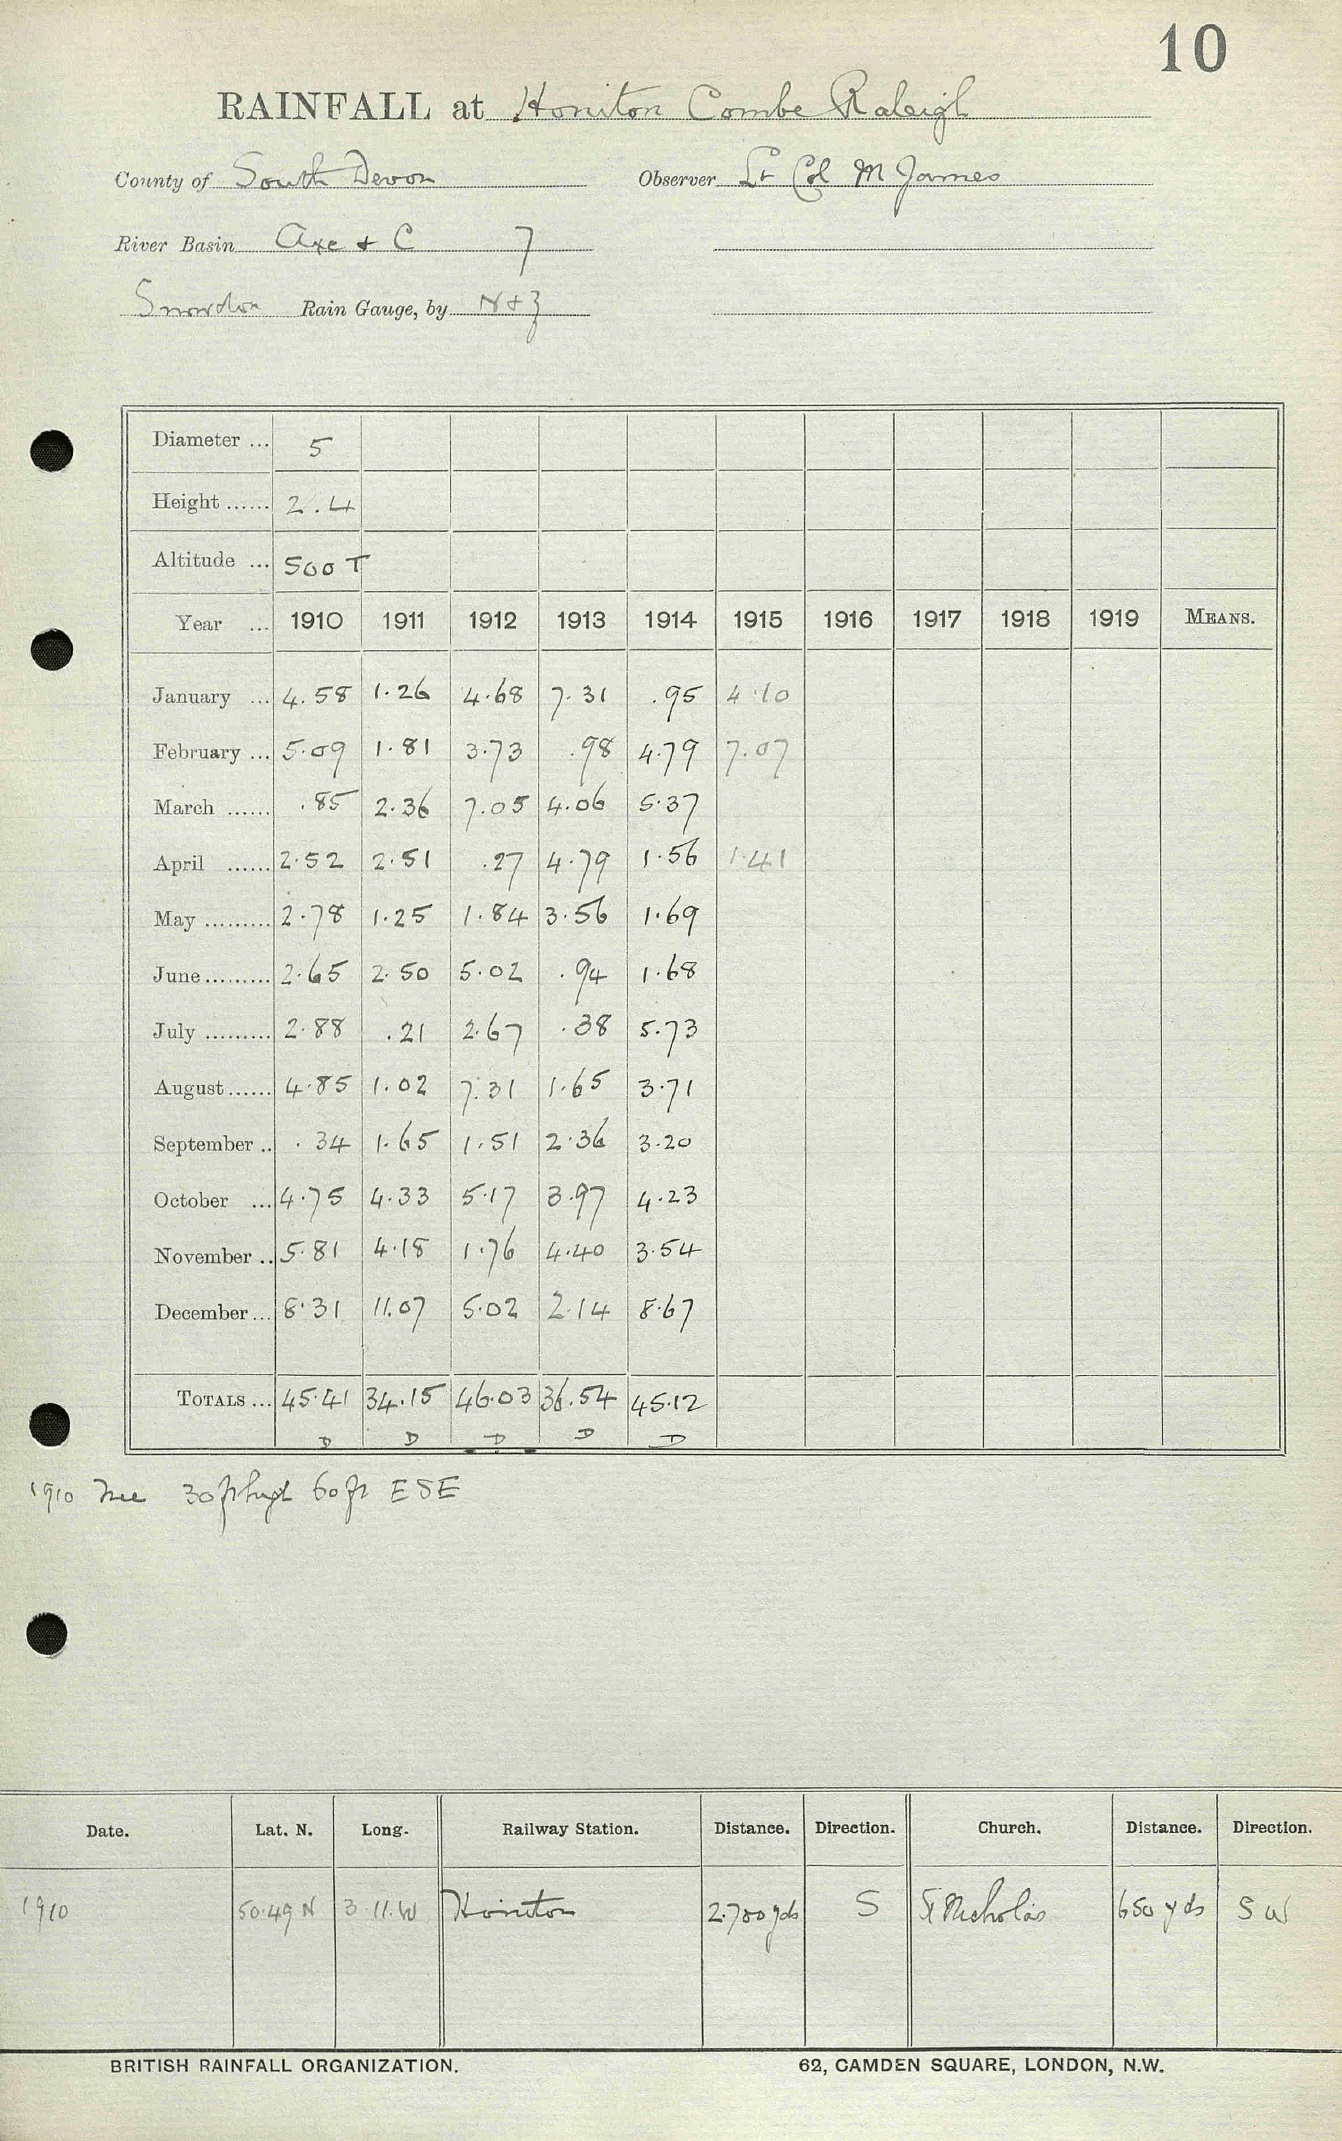 10
RAINFALL at Honiton Combe Raleigh
County of South Devon Observer Lt Col M James
River Basin Axe + C 7
Snowdon Rain Gauge, by N+Z
Diameter ... 5
Height ...... 2.4
Altitude ... 500 T
Year ... 1910 1911 1912 1913 1914 1915 1916 1917 1918 1919 MEANS.
January ... 4.58 1.26 4.68 7.31 .95 4.10
February ... 5.09 1.81 3.73 .98 4.79 7.07
March ...... .85 2.36 7.05 4.06 5.37
April ...... 2.52 2.51 .27 4.79 1.56 1.41
May ......... 2.78 1.25 1.84 3.56 1.69
June ......... 2.65 2.50 5.02 .94 1.68
July ......... 2.88 .21 2.67 .38 5.73
August ...... 4.85 1.02 7.31 1.65 3.71
September .. .34 1.65 1.51 2.36 3.20
October ... 4.75 4.33 5.17 3.97 4.23
November .. 5.81 4.18 1.76 4.40 3.54
December ... 8.31 11.07 5.02 2.14 8.67
TOTALS ... 45.41 34.15 46.03 36.54 45.12
D D D D D
1910 Tree 30 ft high 60 ft ESE
Date. Lat. N. Long. Railway Station. Distance. Direction. Church. Distance. Direction.
1910 50.49 N 3.11.W Honiton 2.700 yds S St Nicholas 650 yds S W
BRITISH RAINFALL ORGANIZATION. 62, CAMDEN SQUARE, LONDON, N.W.